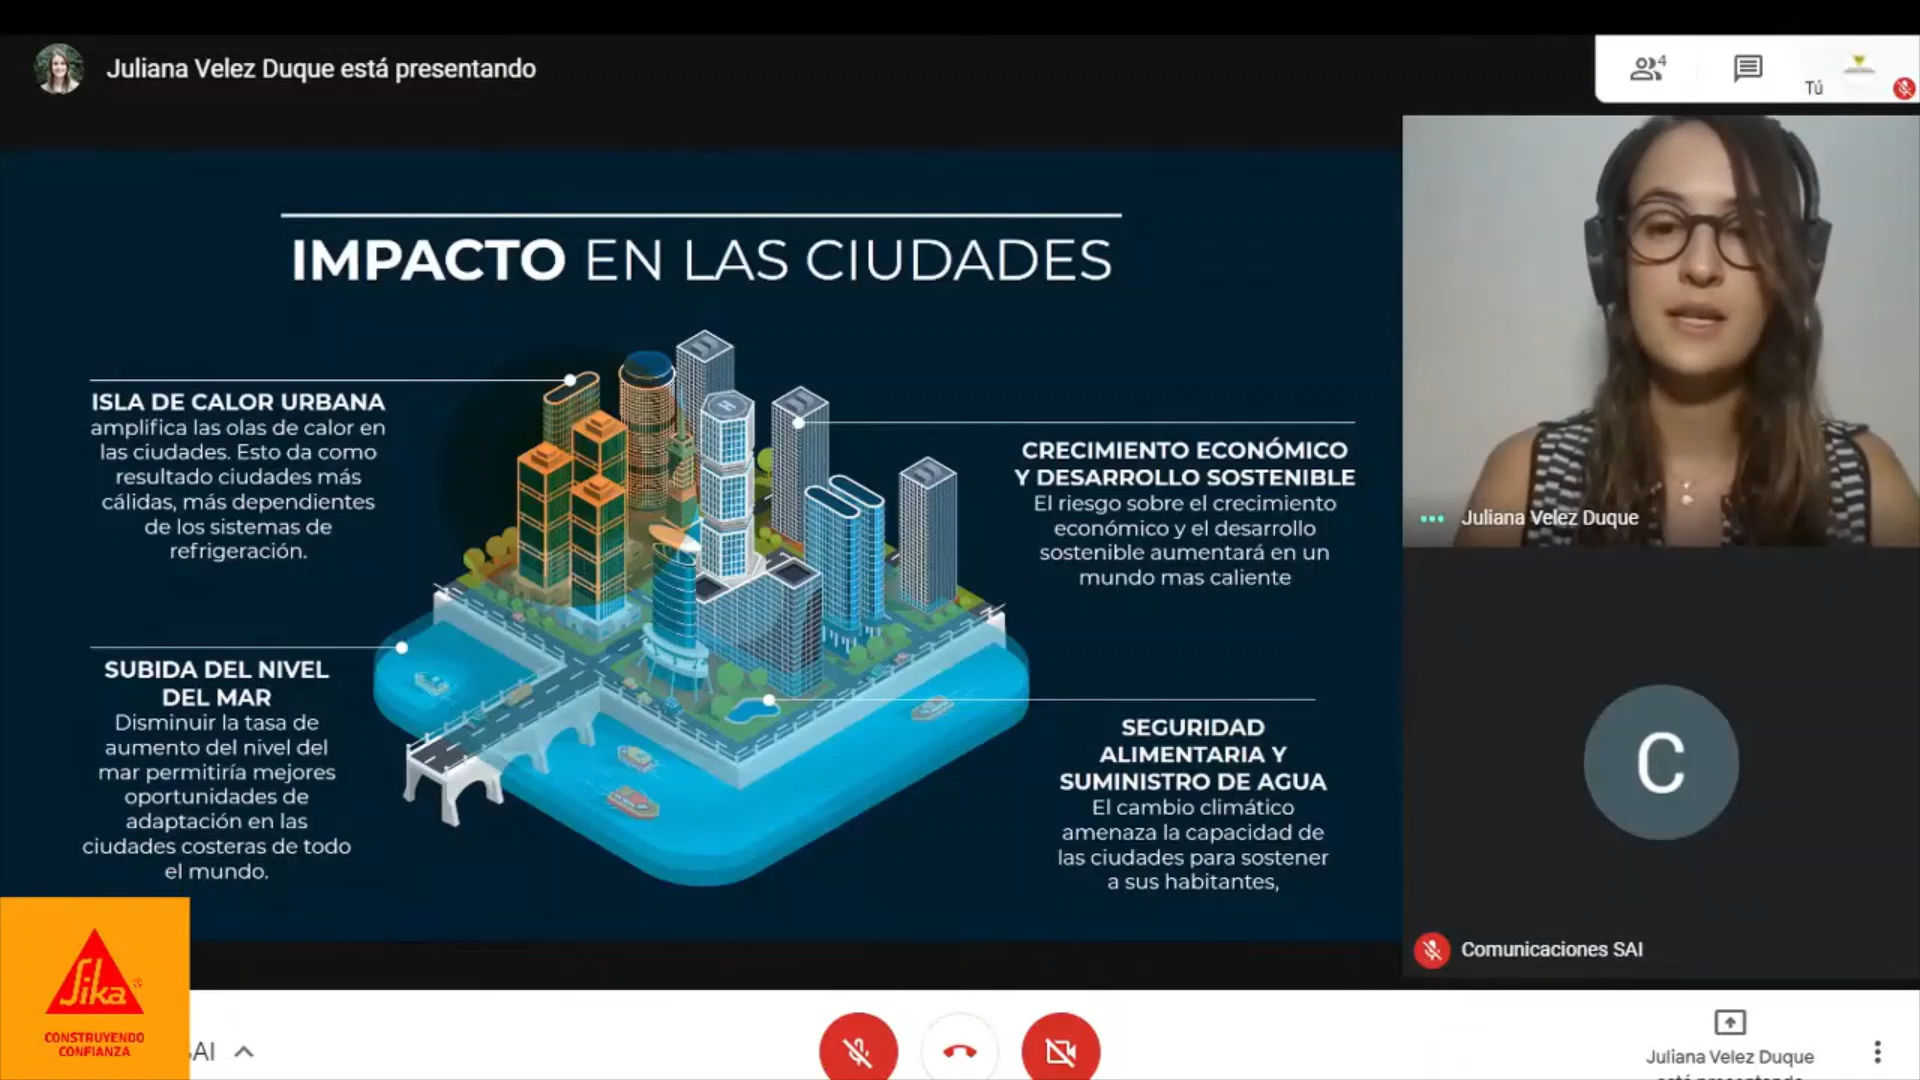 Juliana Velez Duque está presentando
4
Tú
IMPACTO EN LAS CIUDADES
ISLA DE CALOR URBANA
amplifica las olas de calor en
las ciudades. Esto da como
resultado ciudades más
cálidas, más dependientes
de los sistemas de
refrigeración.
CRECIMIENTO ECONÓMICO
Y DESARROLLO SOSTENIBLE
El riesgo sobre el crecimiento
económico y el desarrollo
sostenible aumentará en un
mundo mas caliente
SUBIDA DEL NIVEL
DEL MAR
Disminuir la tasa de
aumento del nivel del
mar permitiría mejores
oportunidades de
adaptación en las
ciudades costeras de todo
el mundo.
SEGURIDAD
ALIMENTARIA Y
SUMINISTRO DE AGUA
El cambio climático
amenaza la capacidad de
las ciudades para sostener
a sus habitantes,
Juliana Velez Duque
C
Comunicaciones SAI
Sika®
CONSTRUYENDO
CONFIANZA
SAI
Juliana Velez Duque
está presentando